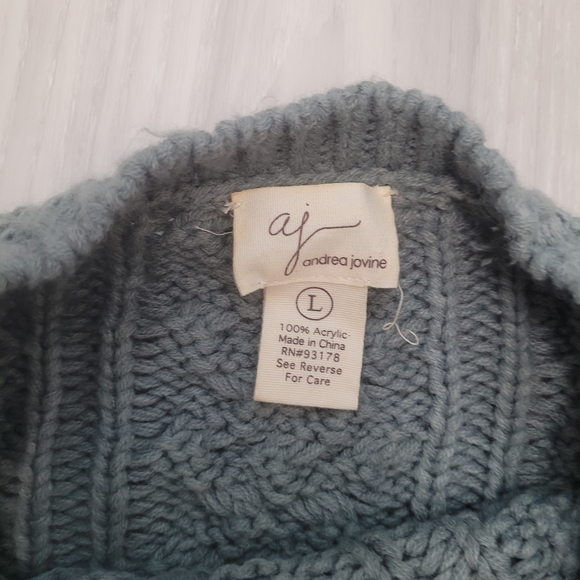 aj
andrea jovine
L
100% Acrylic
Made in China
RN#93178
See Reverse
For Care